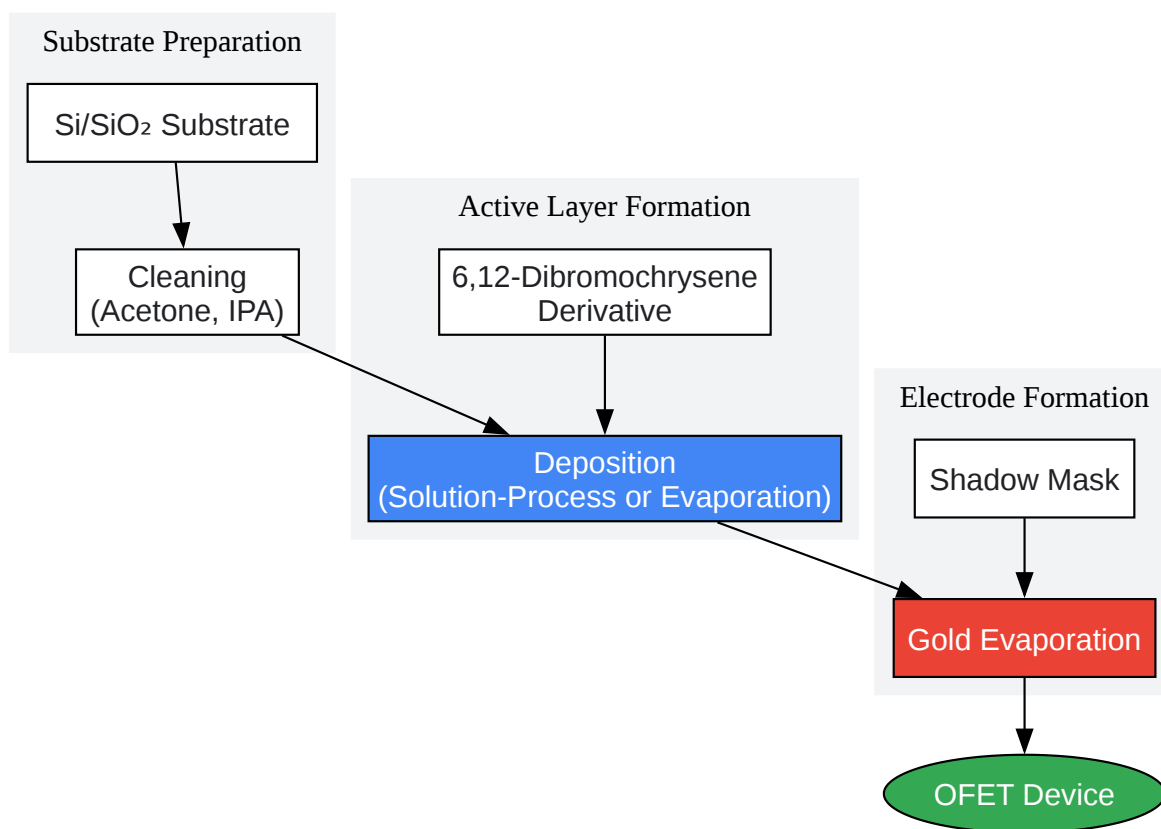 Substrate Preparation
Si/SiO₂ Substrate
Cleaning
(Acetone, IPA)
Active Layer Formation
6,12-Dibromochrysene
Derivative
Deposition
(Solution-Process or Evaporation)
Electrode Formation
Shadow Mask
Gold Evaporation
OFET Device